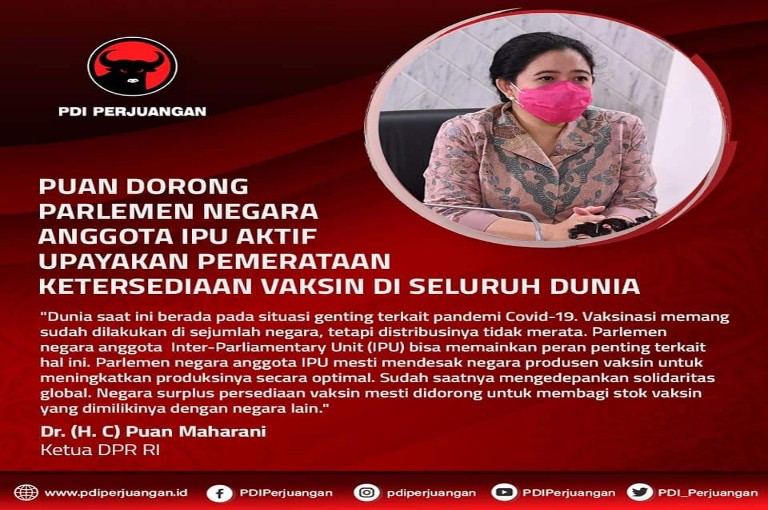 PDI PERJUANGAN
PUAN DORONG
PARLEMEN NEGARA
ANGGOTA IPU AKTIF
UPAYAKAN PEMERATAAN
KETERSEDIAAN VAKSIN DI SELURUH DUNIA
"Dunia saat ini berada pada situasi genting terkait pandemi Covid-19. Vaksinasi memang
sudah dilakukan di sejumlah negara, tetapi distribusinya tidak merata. Parlemen
negara anggota Inter-Parliamentary Unit (IPU) bisa memainkan peran penting terkait
hal ini. Parlemen negara anggota IPU mesti mendesak negara produsen vaksin untuk
meningkatkan produksinya secara optimal. Sudah saatnya mengedepankan solidaritas
global. Negara surplus persediaan vaksin mesti didorong untuk membagi stok vaksin
yang dimilikinya dengan negara lain."
Dr. (H. C) Puan Maharani
Ketua DPR RI
www.pdiperjuangan.id PDIPerjuangan pdiperjuangan PDIPerjuangan PDI_Perjuangan